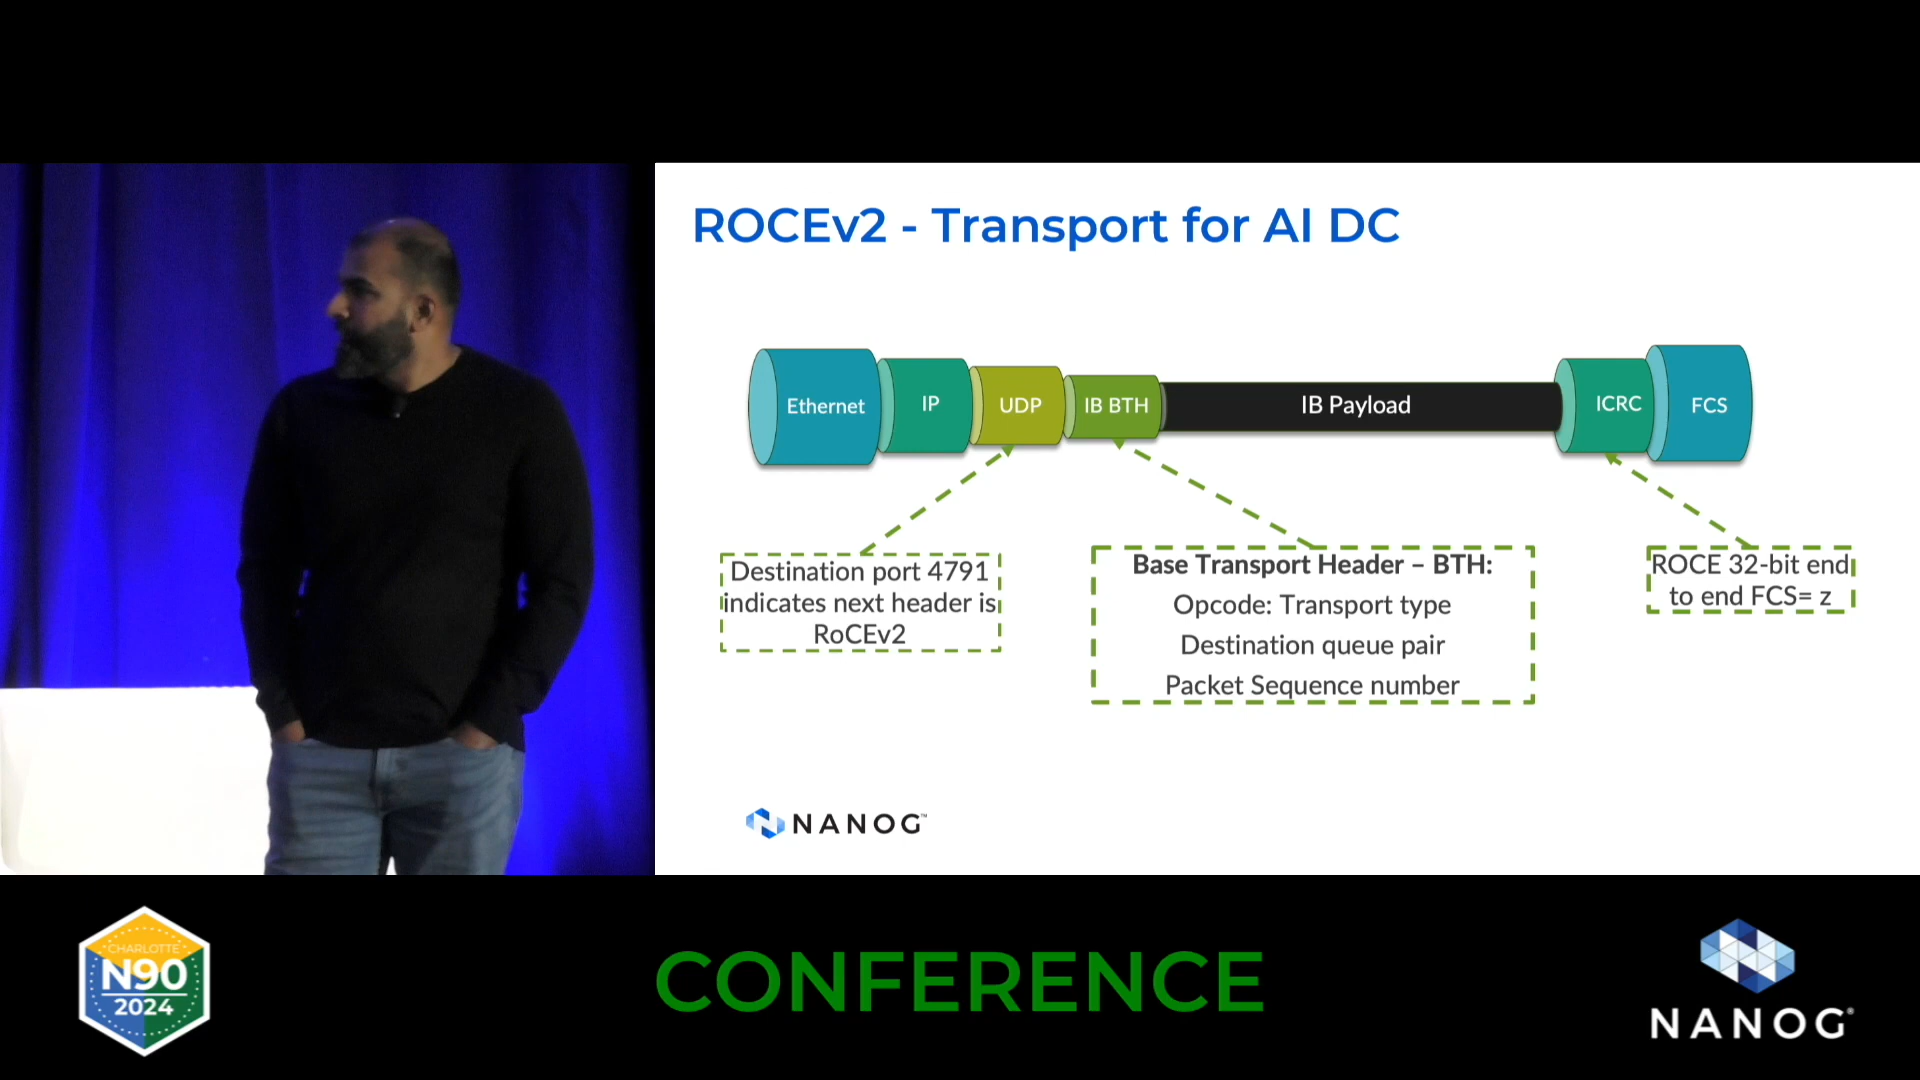 ROCEv2 - Transport for AI DC
Ethernet
IP
UDP
IB BTH
IB Payload
ICRC
FCS
Destination port 4791
indicates next header is
RoCEv2
Base Transport Header – BTH:
Opcode: Transport type
Destination queue pair
Packet Sequence number
ROCE 32-bit end
to end FCS= z
NANOG™
CHARLOTTE
N90
2024
CONFERENCE
NANOG®